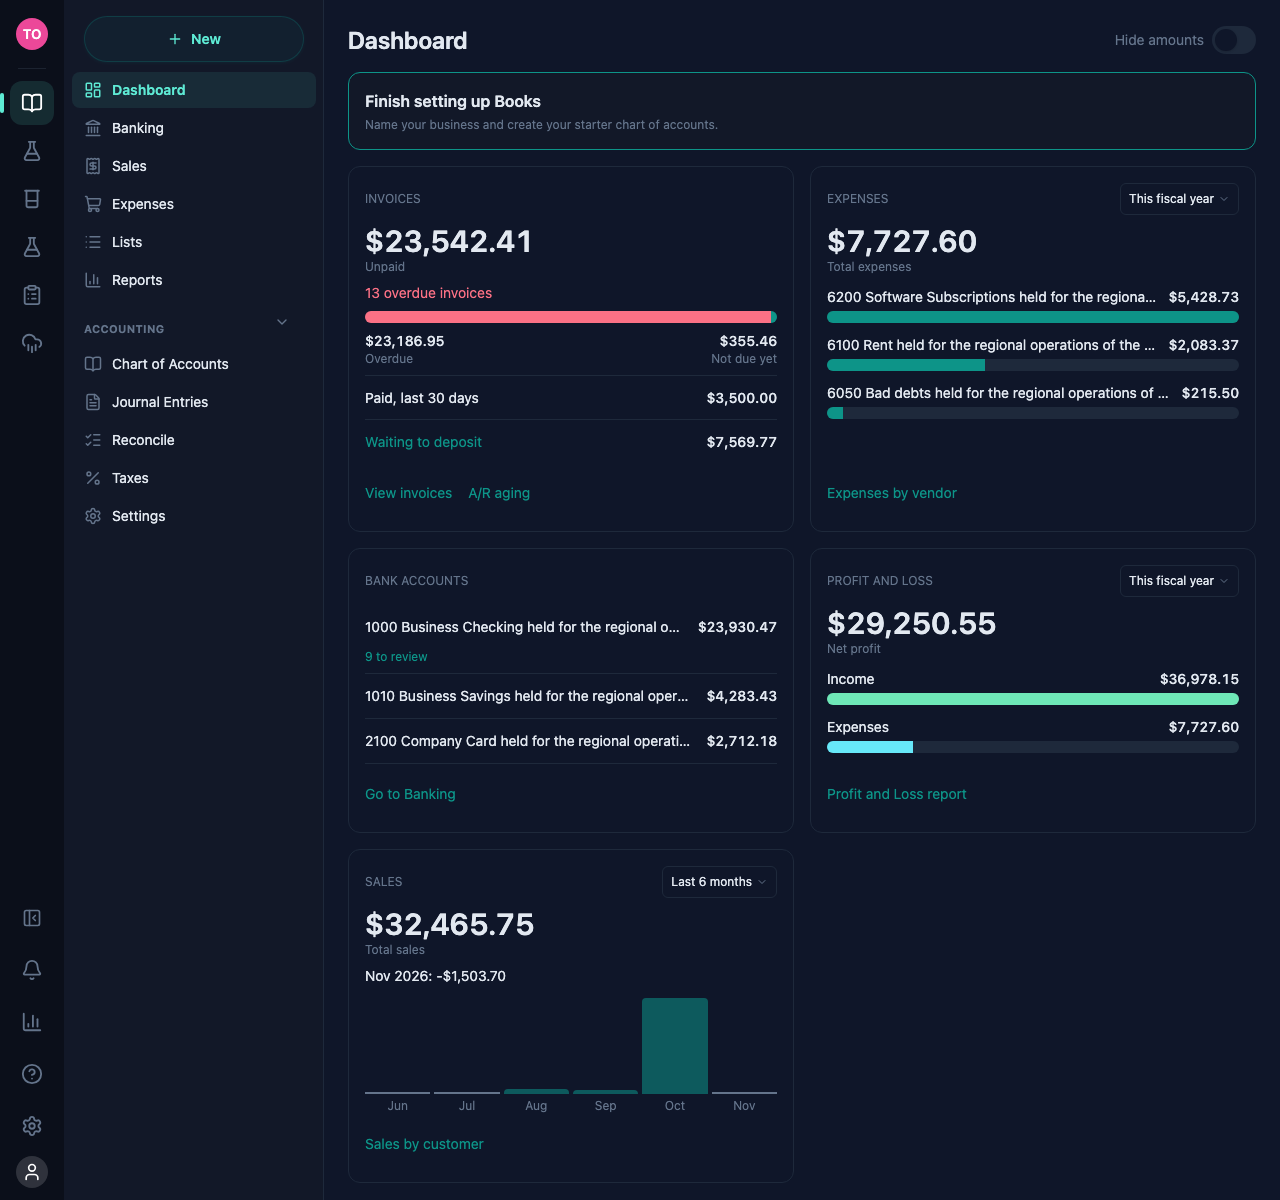 TO
New
Dashboard
Banking
Sales
Expenses
Lists
Reports
ACCOUNTING
Chart of Accounts
Journal Entries
Reconcile
Taxes
Settings
Dashboard
Hide amounts
Finish setting up Books
Name your business and create your starter chart of accounts.
INVOICES
$23,542.41
Unpaid
13 overdue invoices
$23,186.95 $355.46
Overdue Not due yet
Paid, last 30 days $3,500.00
Waiting to deposit $7,569.77
View invoices A/R aging
EXPENSES This fiscal year
$7,727.60
Total expenses
6200 Software Subscriptions held for the regiona... $5,428.73
6100 Rent held for the regional operations of the ... $2,083.37
6050 Bad debts held for the regional operations of ... $215.50
Expenses by vendor
BANK ACCOUNTS
1000 Business Checking held for the regional o... $23,930.47
9 to review
1010 Business Savings held for the regional oper... $4,283.43
2100 Company Card held for the regional operati... $2,712.18
Go to Banking
PROFIT AND LOSS This fiscal year
$29,250.55
Net profit
Income $36,978.15
Expenses $7,727.60
Profit and Loss report
SALES Last 6 months
$32,465.75
Total sales
Nov 2026: -$1,503.70
Jun Jul Aug Sep Oct Nov
Sales by customer